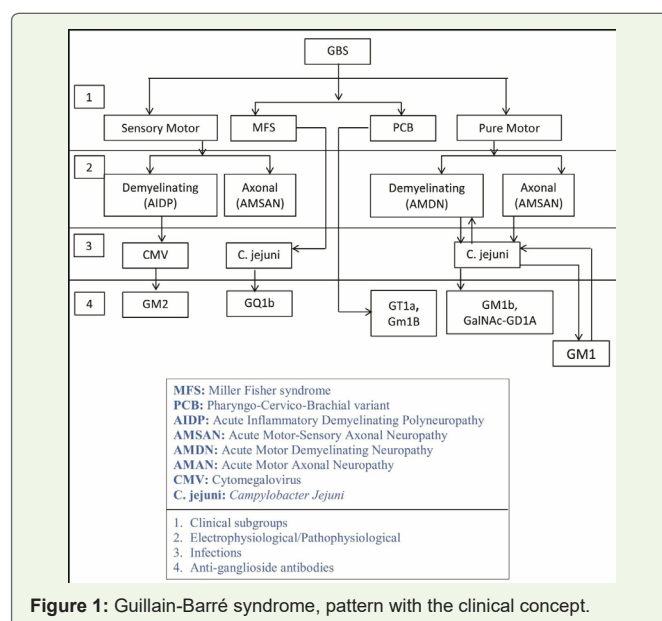 GBS
1
Sensory Motor
MFS
PCB
Pure Motor
2
Demyelinating
(AIDP)
Axonal
(AMSAN)
Demyelinating
(AMDN)
Axonal
(AMSAN)
3
CMV
C. jejuni
C. jejuni
4
GM2
GQ1b
GT1a,
Gm1B
GM1b,
GalNAc-GD1A
GM1
MFS: Miller Fisher syndrome
PCB: Pharyngo-Cervico-Brachial variant
AIDP: Acute Inflammatory Demyelinating Polyneuropathy
AMSAN: Acute Motor-Sensory Axonal Neuropathy
AMDN: Acute Motor Demyelinating Neuropathy
AMAN: Acute Motor Axonal Neuropathy
CMV: Cytomegalovirus
C. jejuni: Campylobacter Jejuni
1. Clinical subgroups
2. Electrophysiological/Pathophysiological
3. Infections
4. Anti-ganglioside antibodies
Figure 1: Guillain-Barré syndrome, pattern with the clinical concept.